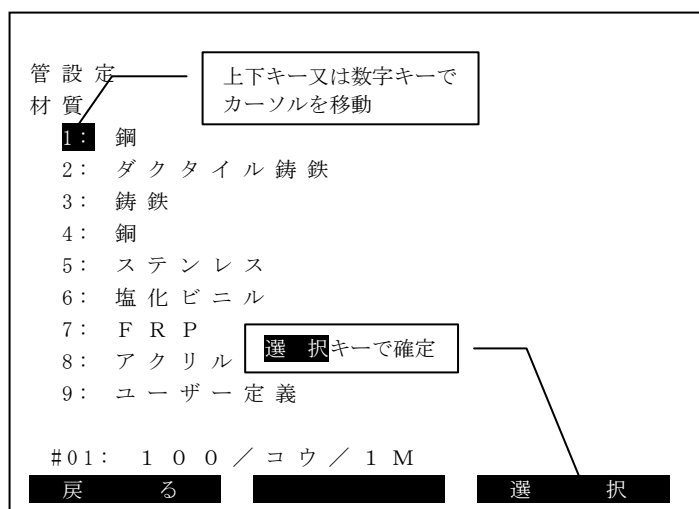 管設定
上下キー又は数字キーで
カーソルを移動
材質
1: 鋼
2: ダクタイル鋳鉄
3: 鋳鉄
4: 銅
5: ステンレス
6: 塩化ビニル
7: FRP
選 択キーで確定
8: アクリル
9: ユーザー定義
#01: 100/コウ/1M
戻 る 選 択